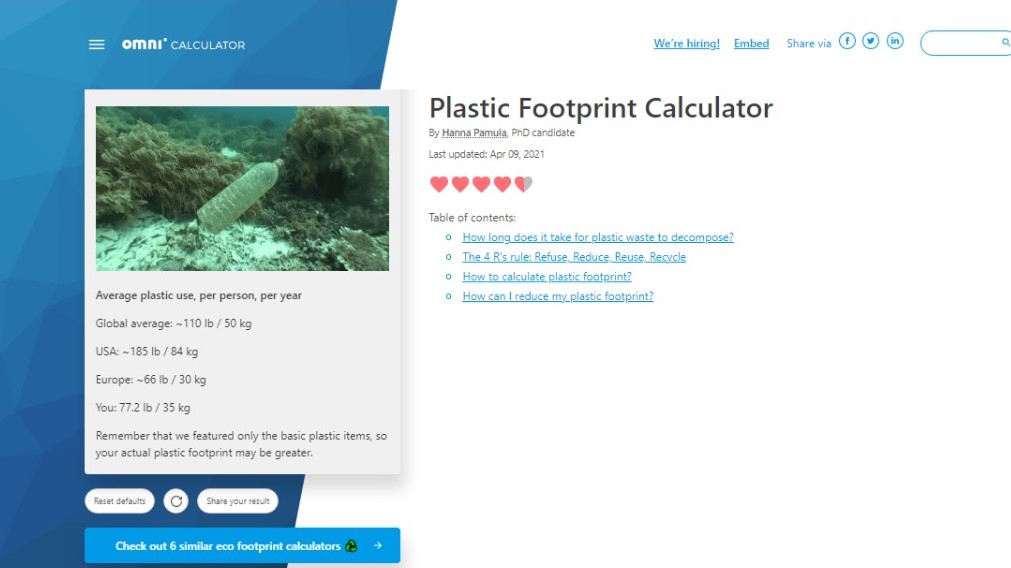 omni CALCULATOR
We're hiring!
Embed
Share via
Plastic Footprint Calculator
By Hanna Pamuła, PhD candidate
Last updated: Apr 09, 2021
Table of contents:
How long does it take for plastic waste to decompose?
The 4 R's rule: Refuse, Reduce, Reuse, Recycle
How to calculate plastic footprint?
How can I reduce my plastic footprint?
Average plastic use, per person, per year
Global average: ~110 lb / 50 kg
USA: ~185 lb / 84 kg
Europe: ~66 lb / 30 kg
You: 77.2 lb / 35 kg
Remember that we featured only the basic plastic items, so
your actual plastic footprint may be greater.
Reset defaults
Share your result
Check out 6 similar eco footprint calculators